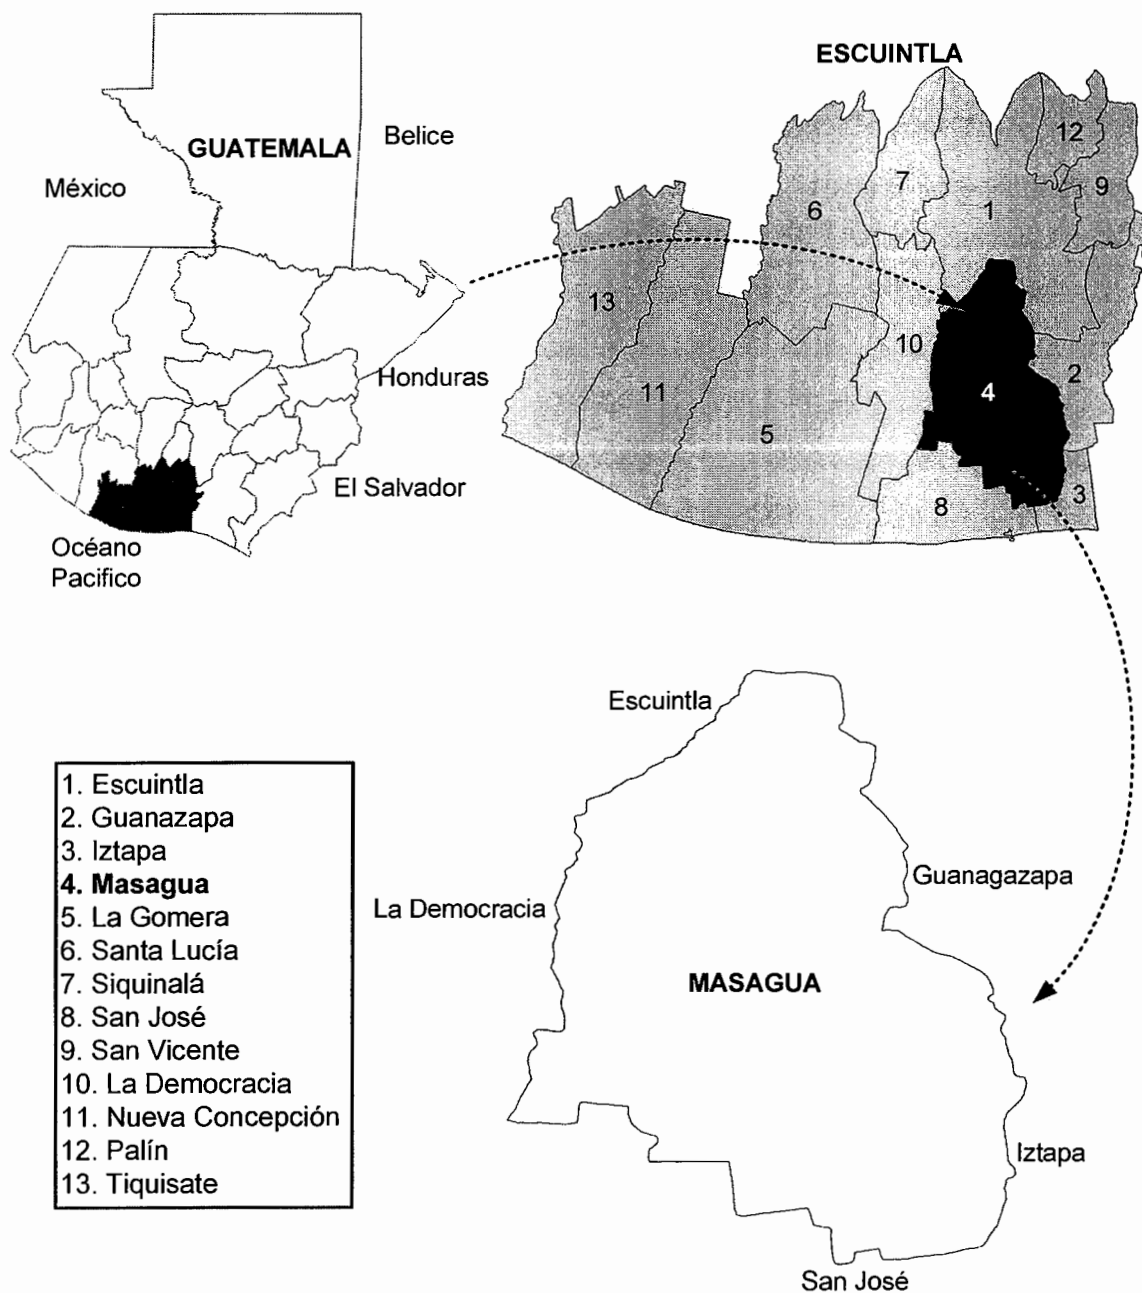 GUATEMALA
Belice
México
Honduras
El Salvador
Océano
Pacifico
ESCUINTLA
12
7
9
6
1
13
10
2
11
4
5
8
3
Escuintla
Guanagazapa
La Democracia
MASAGUA
Iztapa
San José
1. Escuintla
2. Guanazapa
3. Iztapa
4. Masagua
5. La Gomera
6. Santa Lucía
7. Siquinalá
8. San José
9. San Vicente
10. La Democracia
11. Nueva Concepción
12. Palín
13. Tiquisate